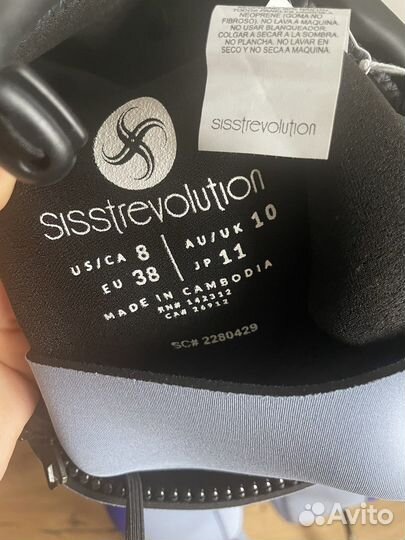 NEOPRENE (GOMA NO
FIBROSO). NO LAVE A MAQUINA.
NO USAR BLANQUEADOR.
COLGAR A SECAR A LA SOMBRA.
NO PLANCHA. NO LAVAR EN
SECO Y NO SECA A MAQUINA.
sisstrevolution
sisstrevolution
US/CA 8 AU/UK 10
EU 38 JP 11
MADE IN CAMBODIA
RN# 142312
CA# 26912
SC# 2280429
Avito